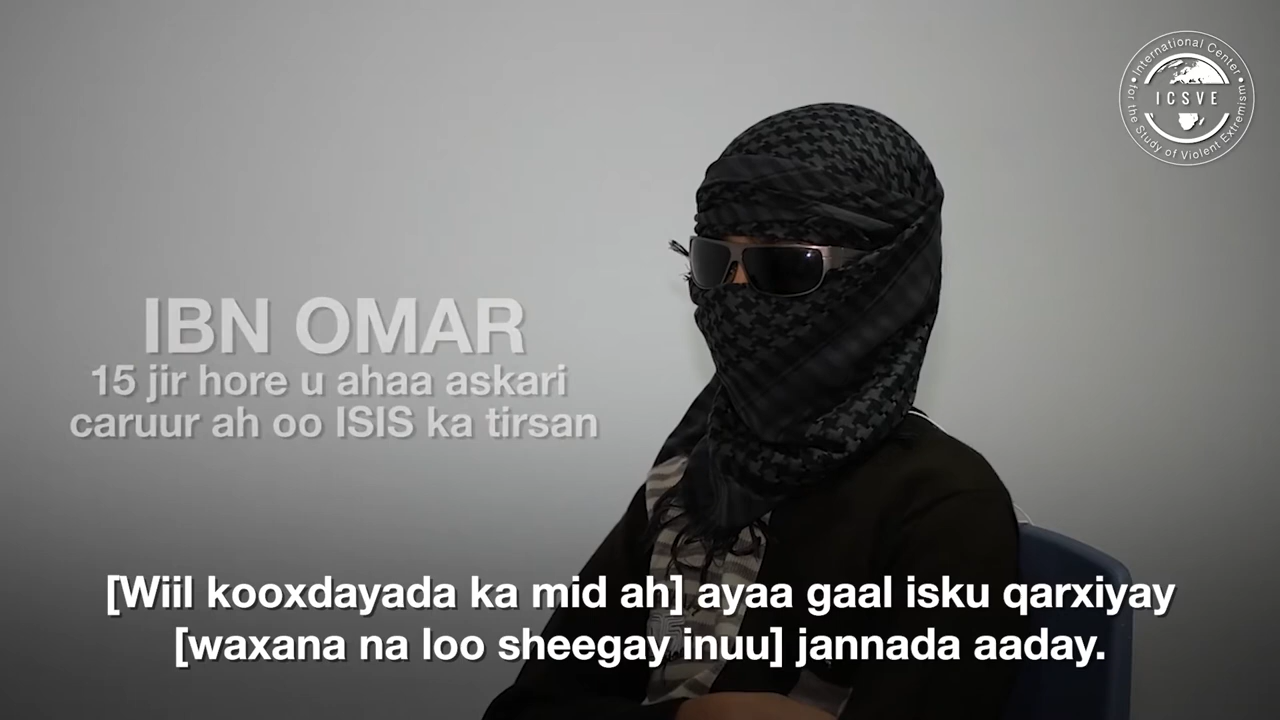 International Center
ICSVE
for the Study of Violent Extremism
IBN OMAR
15 jir hore u ahaa askari
caruur ah oo ISIS ka tirsan
[Wiil kooxdayada ka mid ah] ayaa gaal isku qarxiyay
[waxana na loo sheegay inuu] jannada aaday.